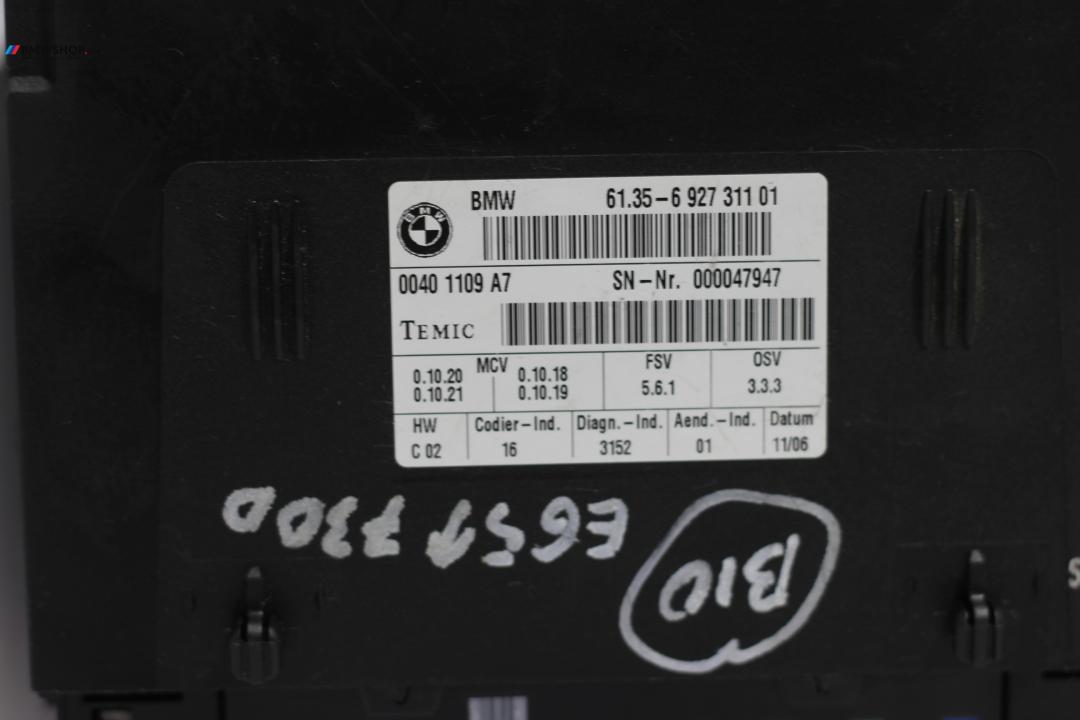 BMWSHOP
BMW 61.35-6 927 311 01
BMW
0040 1109 A7 SN-Nr. 000047947
TEMIC
MCV FSV OSV
0.10.20 0.10.18 5.6.1 3.3.3
0.10.21 0.10.19
HW Codier-Ind. Diagn.-Ind. Aend.-Ind. Datum
C 02 16 3152 01 11/06
E65 730D
B10
S